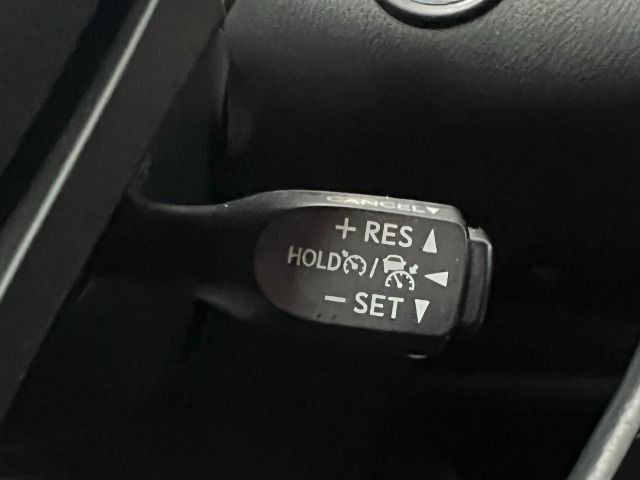 CANCEL▼
+ RES ▲
HOLD / ◀
− SET ▼